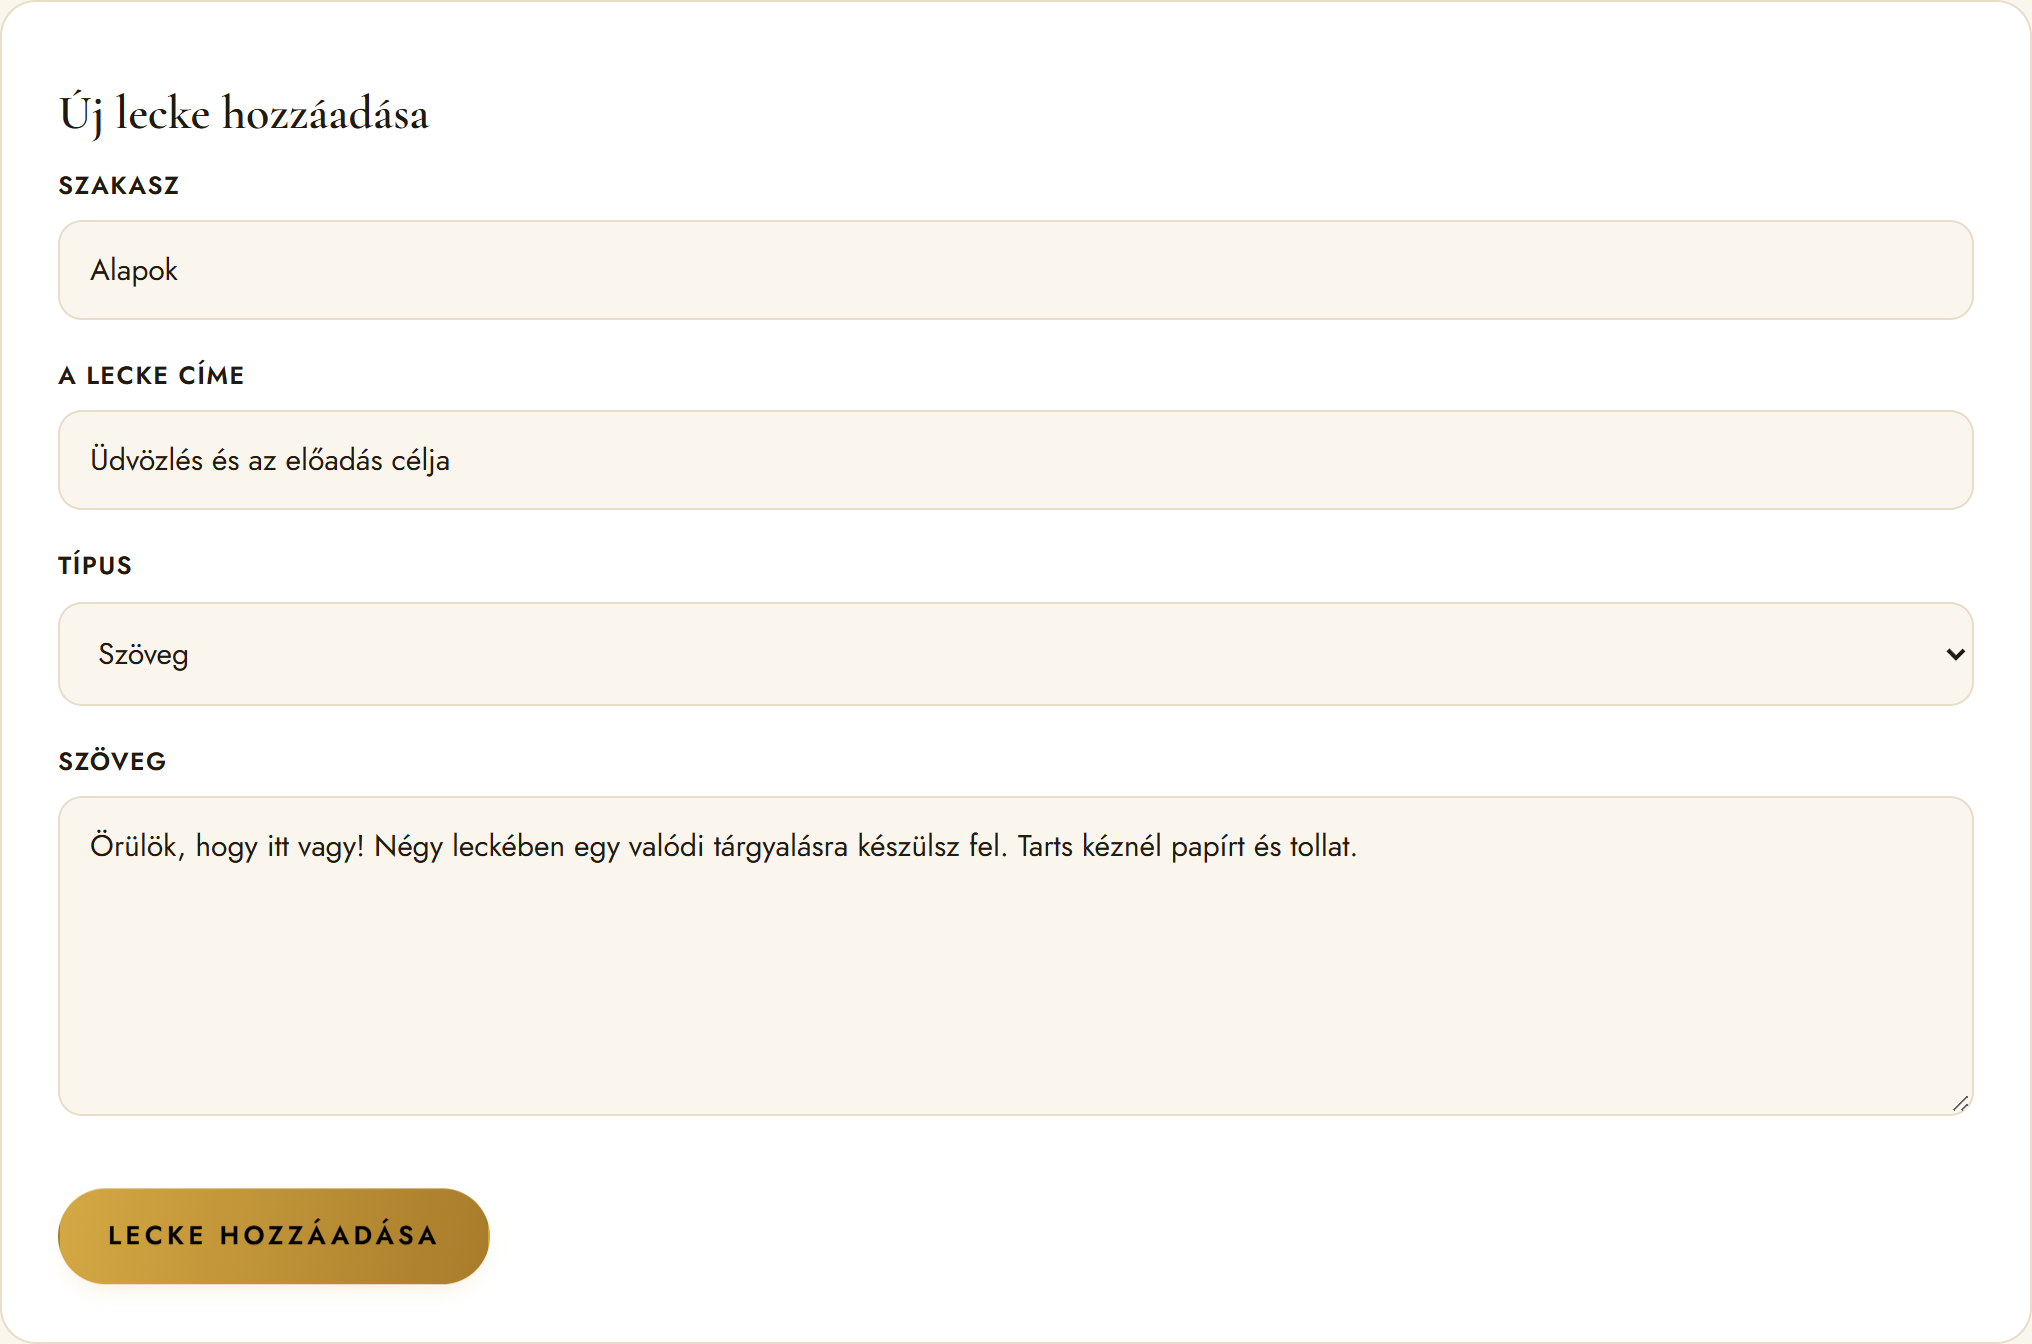 Új lecke hozzáadása
SZAKASZ
Alapok
A LECKE CÍME
Üdvözlés és az előadás célja
TÍPUS
Szöveg
SZÖVEG
Örülök, hogy itt vagy! Négy leckében egy valódi tárgyalásra készülsz fel. Tarts kéznél papírt és tollat.
LECKE HOZZÁADÁSA